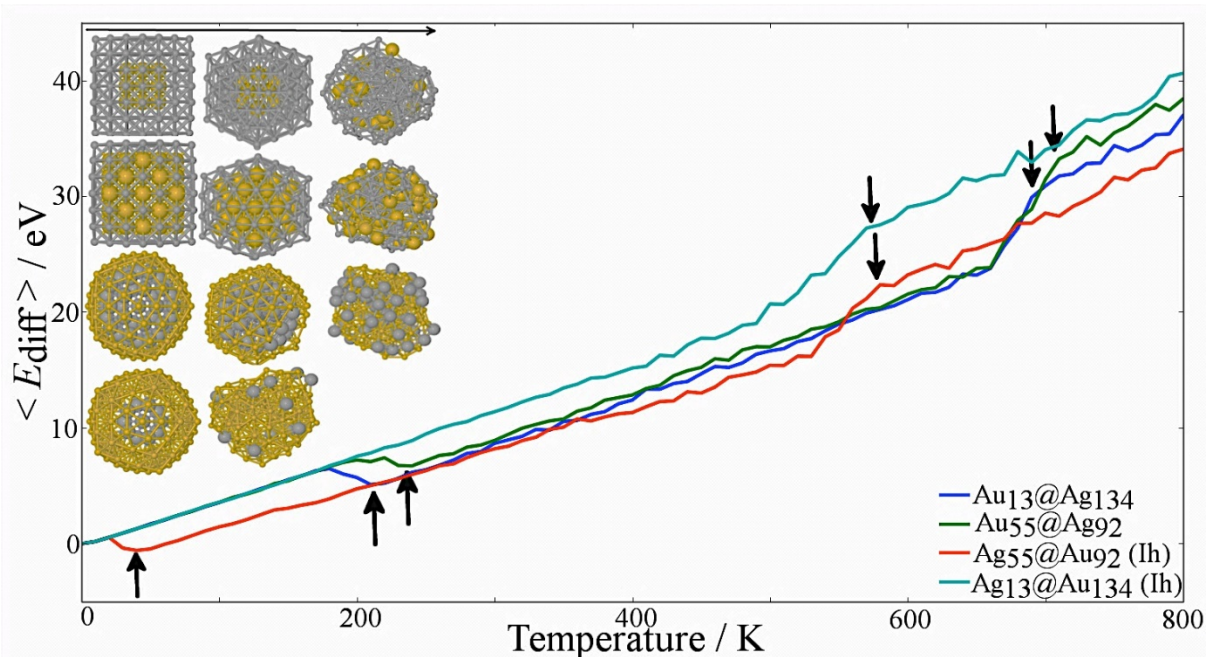 < Ediff > / eV
40
30
20
10
0
0 200 400 600 800
Temperature / K
Au13@Ag134
Au55@Ag92
Ag55@Au92 (Ih)
Ag13@Au134 (Ih)